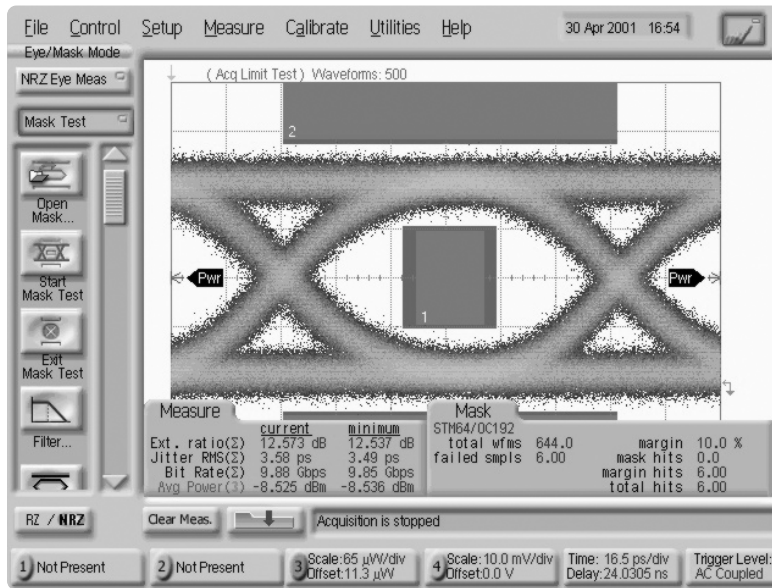 File Control Setup Measure Calibrate Utilities Help 30 Apr 2001 16:54
Eye/Mask Mode
NRZ Eye Meas
( Acq Limit Test) Waveforms: 500
Mask Test
2
Open
Mask...
Start
Mask Test
Pwr
Pwr
1
Exit
Mask Test
Filter...
Measure
current minimum
Ext. ratio(Σ) 12.573 dB 12.537 dB
Jitter RMS(Σ) 3.58 ps 3.49 ps
Bit Rate(Σ) 9.88 Gbps 9.85 Gbps
Avg Power(3) -8.525 dBm -8.536 dBm
Mask
STM64/OC192
total wfms 644.0 margin 10.0 %
failed smpls 6.00 mask hits 0.0
margin hits 6.00
total hits 6.00
RZ / NRZ
Clear Meas.
Acquisition is stopped
1 Not Present
2 Not Present
3 Scale:65 µW/div
Offset:11.3 µW
4 Scale: 10.0 mV/div
Offset:0.0 V
Time: 16.5 ps/div
Delay:24.0305 ns
Trigger Level:
AC Coupled